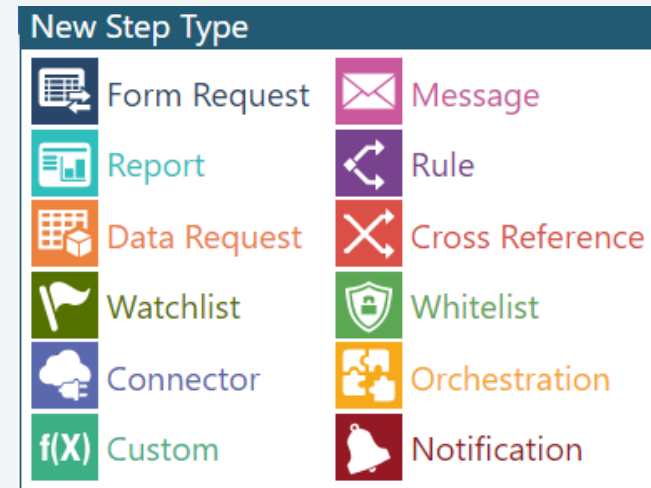 New Step Type
Form Request
Message
Report
Rule
Data Request
Cross Reference
Watchlist
Whitelist
Connector
Orchestration
f(X) Custom
Notification